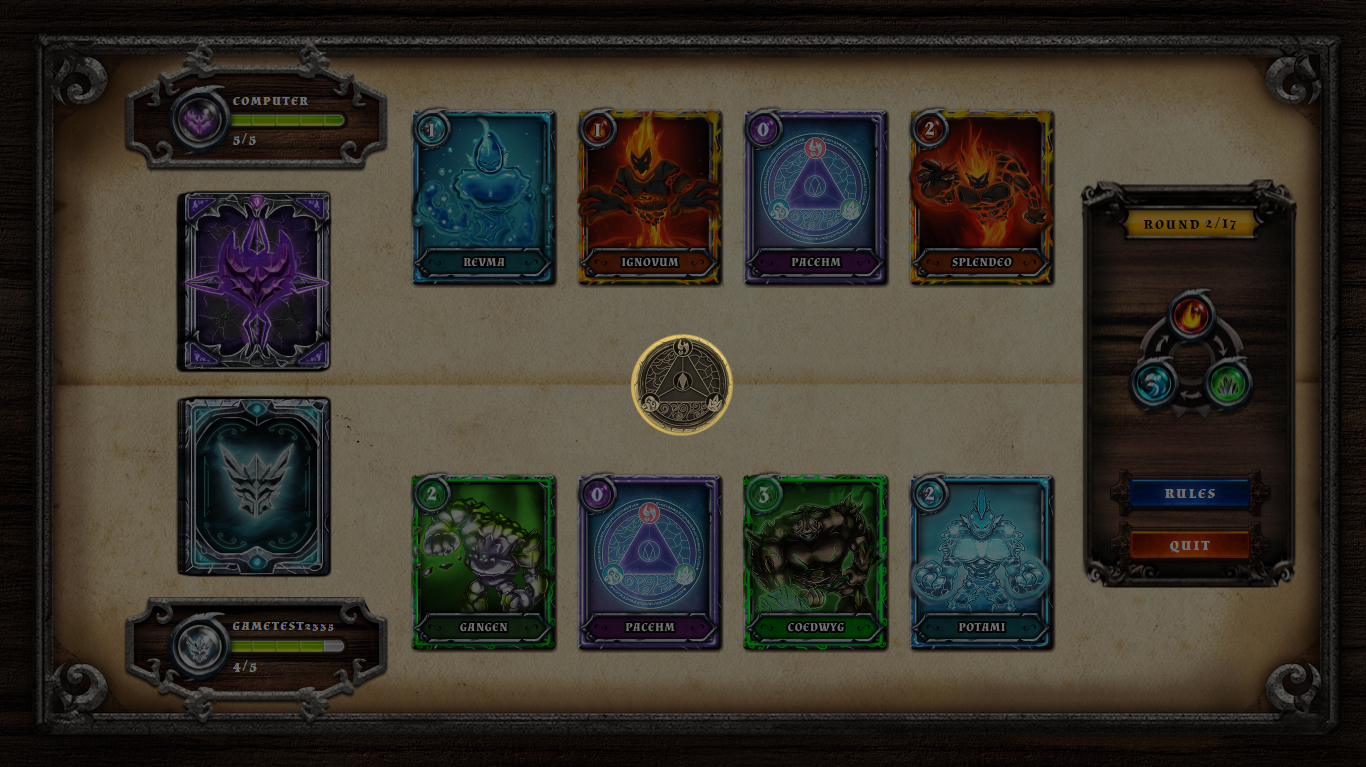 COMPUTER
5/5
1
REVMA
1
IGNOVUM
0
PACEHM
2
SPLENDEO
ROUND 2/17
2
GANGEN
0
PACEHM
3
COEDWYG
2
POTAMI
RULES
QUIT
GAMETEST2335
4/5